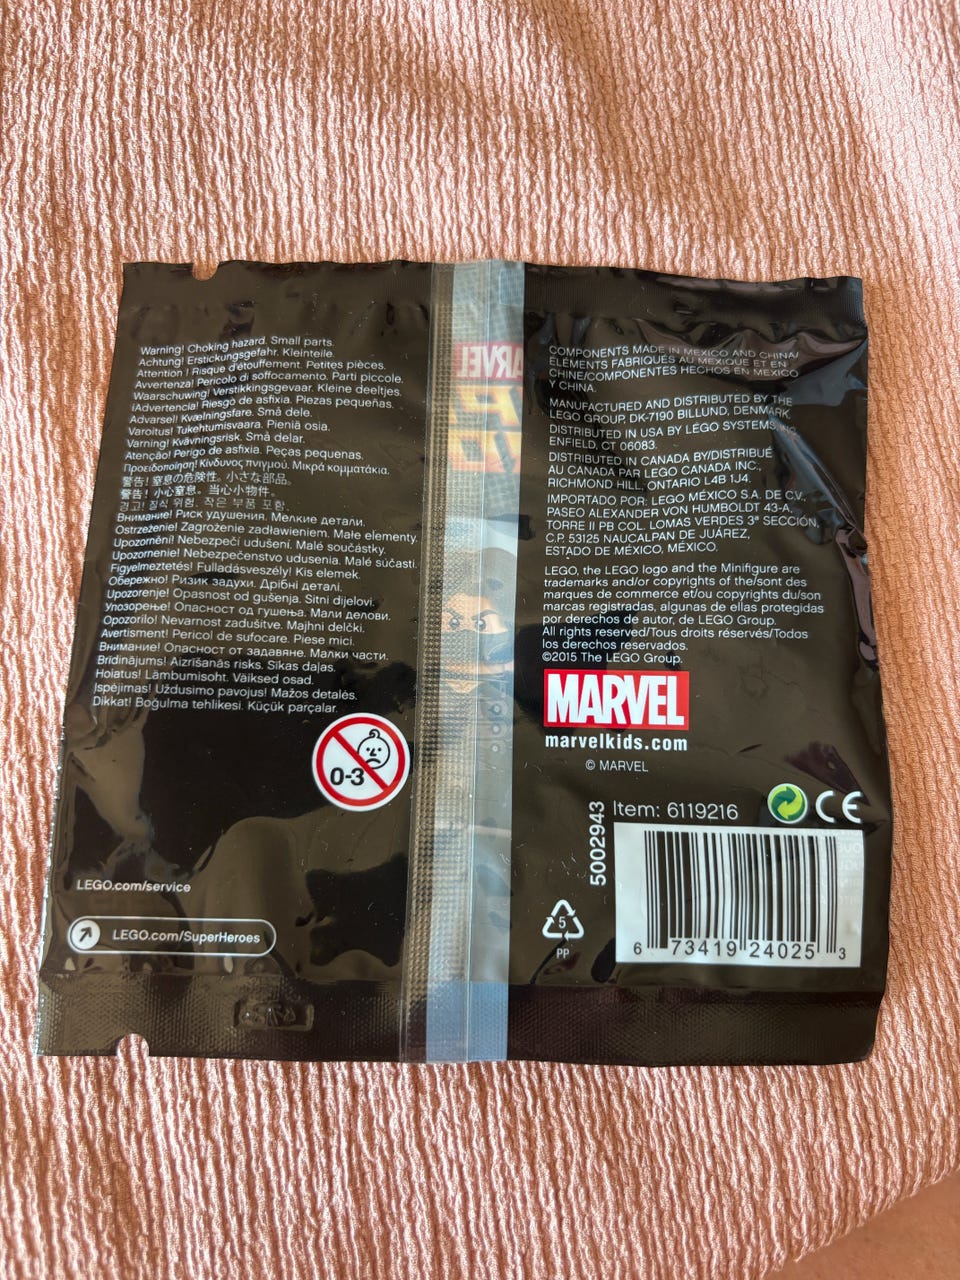 Warning! Choking hazard. Small parts.
Achtung! Erstickungsgefahr. Kleinteile.
Attention ! Risque d'étouffement. Petites pièces.
Avvertenza! Pericolo di soffocamento. Parti piccole.
Waarschuwing! Verstikkingsgevaar. Kleine deeltjes.
¡Advertencia! Riesgo de asfixia. Piezas pequeñas.
Advarsel! Kvælningsfare. Små dele.
Varoitus! Tukehtumisvaara. Pieniä osia.
Varning! Kvävningsrisk. Små delar.
Atenção! Perigo de asfixia. Peças pequenas.
Προειδοποίηση! Κίνδυνος πνιγμού. Μικρά κομματάκια.
警告! 窒息の危険性。小さな部品。
警告! 小心窒息。当心小物件。
경고! 질식 위험. 작은 부품 포함.
Внимание! Риск удушения. Мелкие детали.
Ostrzeżenie! Zagrożenie zadławieniem. Małe elementy.
Upozornění! Nebezpečí udušení. Malé součástky.
Upozornenie! Nebezpečenstvo udusenia. Malé súčasti.
Figyelmeztetés! Fulladásveszély! Kis elemek.
Обережно! Ризик задухи. Дрібні деталі.
Upozorenje! Opasnost od gušenja. Sitni dijelovi.
Упозорење! Опасност од гушења. Мали делови.
Opozorilo! Nevarnost zadušitve. Majhni delčki.
Avertisment! Pericol de sufocare. Piese mici.
Внимание! Опасност от задавяне. Малки части.
Brīdinājums! Aizrīšanās risks. Sīkas daļas.
Hoiatus! Lämbumisoht. Väiksed osad.
Įspėjimas! Uždusimo pavojus! Mažos detalės.
Dikkat! Boğulma tehlikesi. Küçük parçalar.
0-3
LEGO.com/service
LEGO.com/SuperHeroes
MARVEL
COMPONENTS MADE IN MEXICO AND CHINA/
ÉLÉMENTS FABRIQUÉS AU MEXIQUE ET EN
CHINE/COMPONENTES HECHOS EN MÉXICO
Y CHINA.
MANUFACTURED AND DISTRIBUTED BY THE
LEGO GROUP, DK-7190 BILLUND, DENMARK.
DISTRIBUTED IN USA BY LEGO SYSTEMS, INC.
ENFIELD, CT 06083.
DISTRIBUTED IN CANADA BY/DISTRIBUÉ
AU CANADA PAR LEGO CANADA INC.,
RICHMOND HILL, ONTARIO L4B 1J4.
IMPORTADO POR: LEGO MÉXICO S.A. DE C.V.,
PASEO ALEXANDER VON HUMBOLDT 43-A,
TORRE II PB COL. LOMAS VERDES 3ª SECCIÓN,
C.P. 53125 NAUCALPAN DE JUÁREZ,
ESTADO DE MÉXICO, MÉXICO.
LEGO, the LEGO logo and the Minifigure are
trademarks and/or copyrights of the/sont des
marques de commerce et/ou copyrights du/son
marcas registradas, algunas de ellas protegidas
por derechos de autor, de LEGO Group.
All rights reserved/Tous droits réservés/Todos
los derechos reservados.
©2015 The LEGO Group.
MARVEL
marvelkids.com
© MARVEL
5002943
Item: 6119216
CE
5
PP
6 73419 24025 3